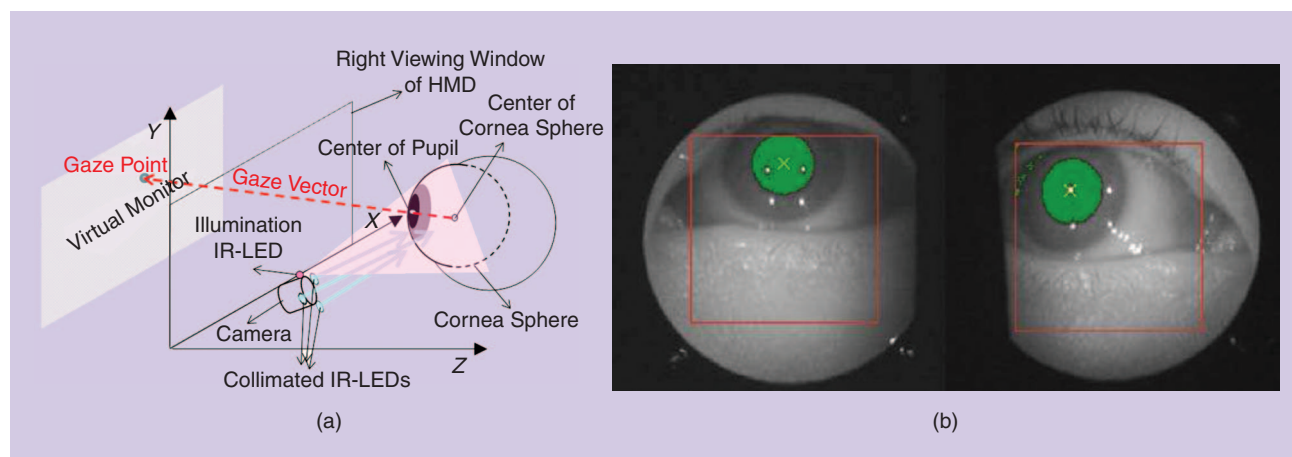 Right Viewing Window
of HMD
Center of
Cornea Sphere
Y
Center of Pupil
Gaze Point
Gaze Vector
Virtual Monitor
X
Illumination
IR-LED
Cornea Sphere
Camera
Z
Collimated IR-LEDs
(a)
(b)